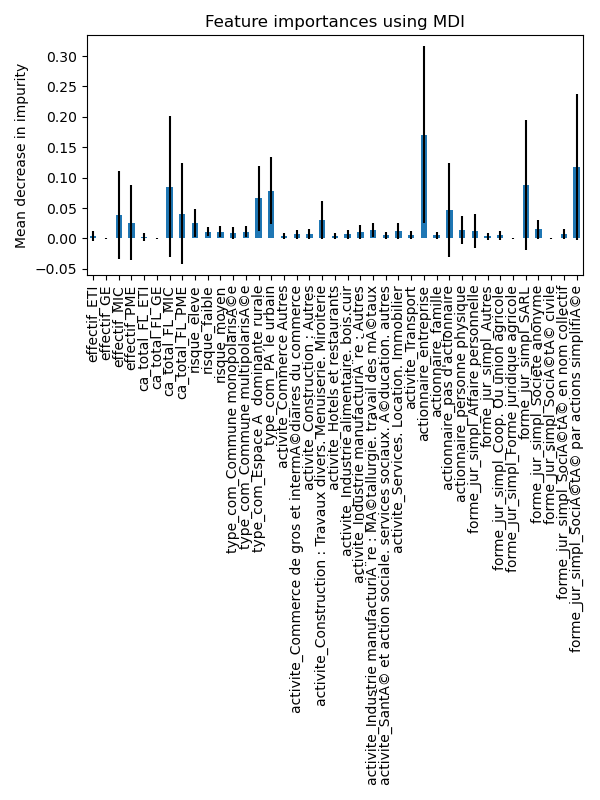 Feature importances using MDI
Mean decrease in impurity
0.30
0.25
0.20
0.15
0.10
0.05
0.00
−0.05
effectif_ETI
effectif_GE
effectif_MIC
effectif_PME
ca_total_FL_ETI
ca_total_FL_GE
ca_total_FL_MIC
ca_total_FL_PME
risque_eleve
risque_faible
risque_moyen
type_com_Commune monopolarisÃ©e
type_com_Commune multipolarisÃ©e
type_com_Espace Ã  dominante rurale
type_com_PÃ´le urbain
activite_Commerce Autres
activite_Commerce de gros et intermÃ©diaires du commerce
activite_Construction : Autres
activite_Construction : Travaux divers. Menuiserie. Miroiterie
activite_Hotels et restaurants
activite_Industrie alimentaire. bois.cuir
activite_Industrie manufacturiÃ¨re : Autres
activite_Industrie manufacturiÃ¨re : MÃ©tallurgie. travail des mÃ©taux
activite_SantÃ© et action sociale. services sociaux. Ã©ducation. autres
activite_Services. Location. Immobilier
activite_Transport
actionnaire_entreprise
actionnaire_famille
actionnaire_pas d'actionnaire
actionnaire_personne physique
forme_jur_simpl_Affaire personnelle
forme_jur_simpl_Autres
forme_jur_simpl_Coop. Ou union agricole
forme_jur_simpl_Forme juridique agricole
forme_jur_simpl_SARL
forme_jur_simpl_Societe anonyme
forme_jur_simpl_SociÃ©tÃ© civile
forme_jur_simpl_SociÃ©tÃ© en nom collectif
forme_jur_simpl_SociÃ©tÃ© par actions simplifiÃ©e